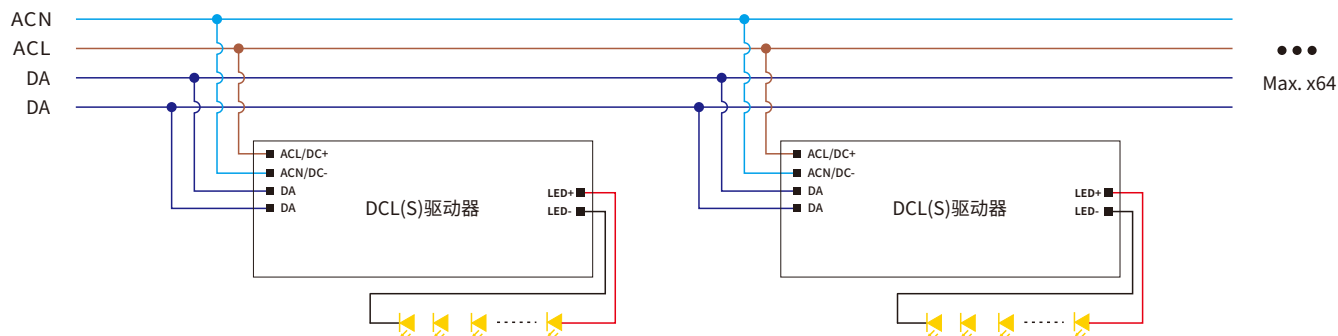 ACN
ACL
DA
DA
Max. x64
ACL/DC+
ACN/DC-
DA
DA
DCL(S)驱动器
LED+
LED-
ACL/DC+
ACN/DC-
DA
DA
DCL(S)驱动器
LED+
LED-